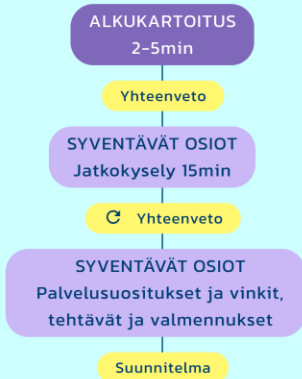 ALKUKARTOITUS
2-5min
Yhteenveto
SYVENTÄVÄT OSIOT
Jatkokysely 15min
Yhteenveto
SYVENTÄVÄT OSIOT
Palvelusuositukset ja vinkit,
tehtävät ja valmennukset
Suunnitelma